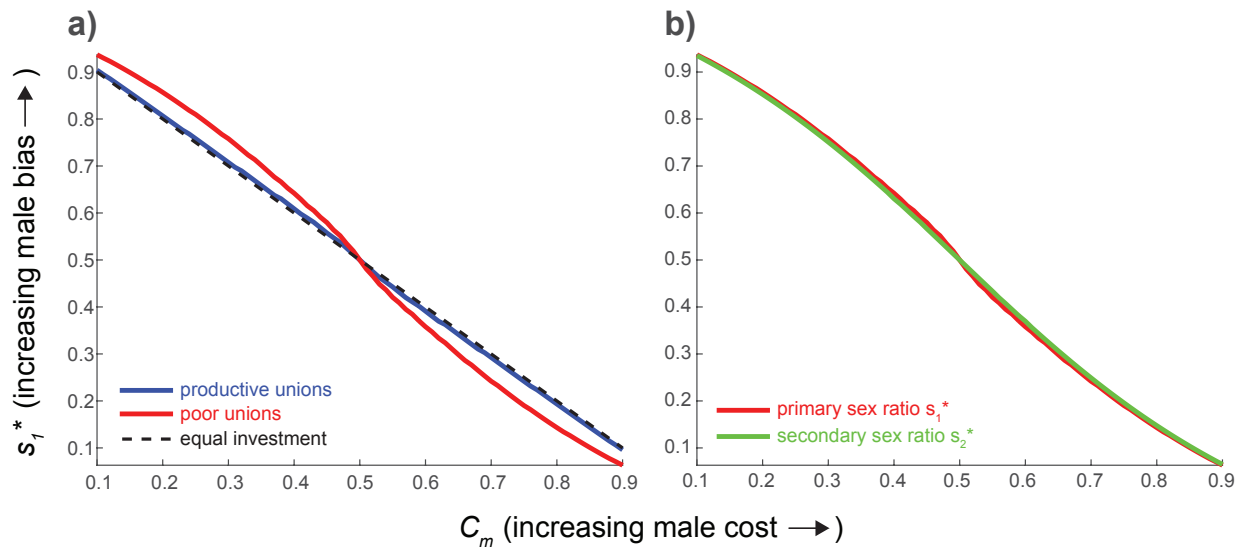 a)
s₁* (increasing male bias →)
0.9
0.8
0.7
0.6
0.5
0.4
0.3
0.2
0.1
productive unions
poor unions
equal investment
0.1 0.2 0.3 0.4 0.5 0.6 0.7 0.8 0.9
b)
0.9
0.8
0.7
0.6
0.5
0.4
0.3
0.2
0.1
primary sex ratio s₁*
secondary sex ratio s₂*
0.1 0.2 0.3 0.4 0.5 0.6 0.7 0.8 0.9
Cₘ (increasing male cost →)